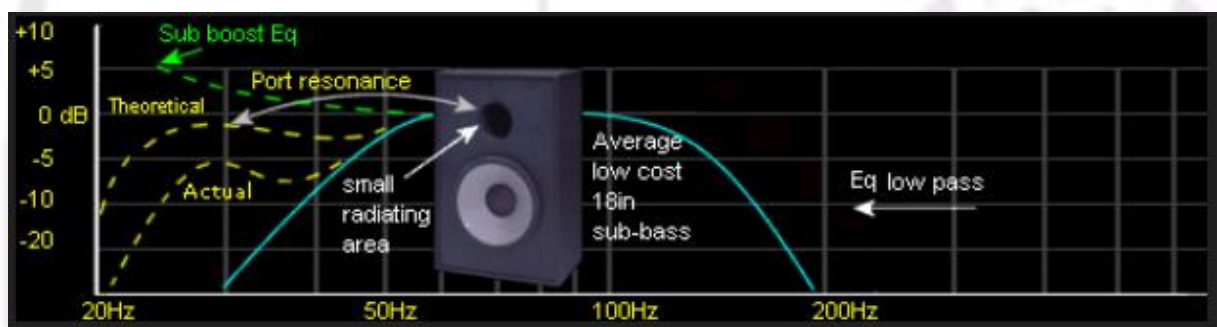 +10
Sub boost Eq
+5
Port resonance
Theoretical
0 dB
Average
low cost
18in
sub-bass
-5
Actual
small
radiating
area
Eq low pass
-10
-20
20Hz
50Hz
100Hz
200Hz